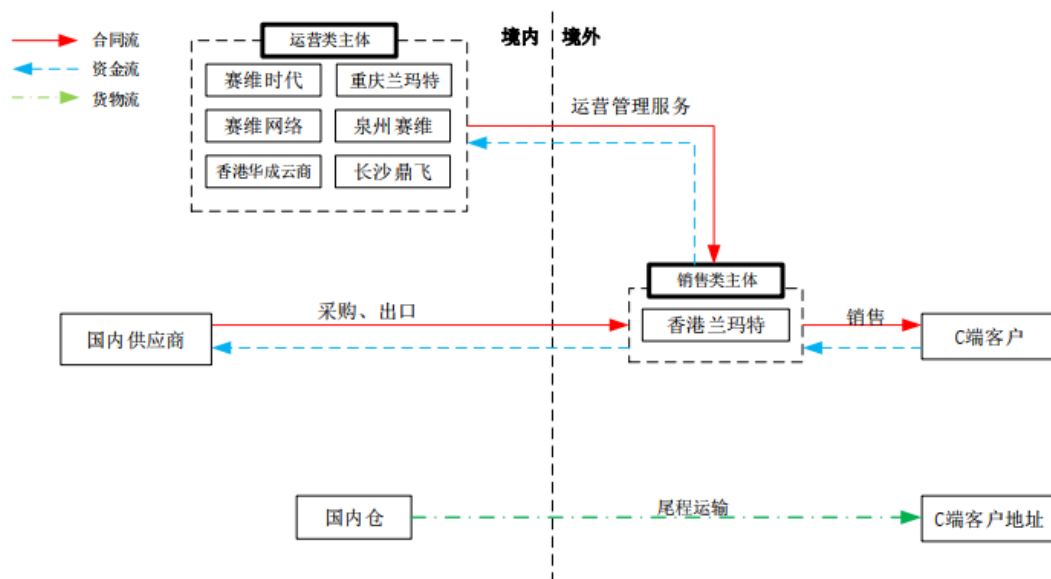 合同流
资金流
货物流
运营类主体
境内
境外
赛维时代
重庆兰玛特
赛维网络
泉州赛维
香港华成云商
长沙鼎飞
运营管理服务
销售类主体
香港兰玛特
国内供应商
采购、出口
销售
C端客户
国内仓
尾程运输
C端客户地址